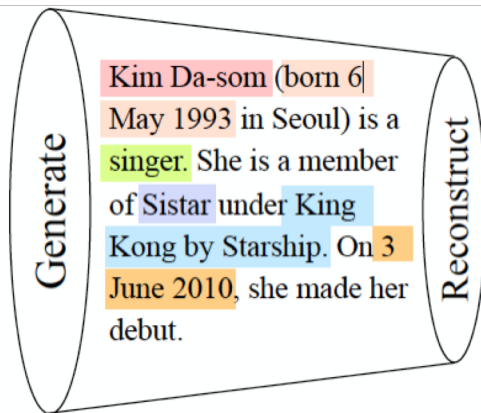 Generate
Kim Da-som (born 6
May 1993 in Seoul) is a
singer. She is a member
of Sistar under King
Kong by Starship. On 3
June 2010, she made her
debut.
Reconstruct